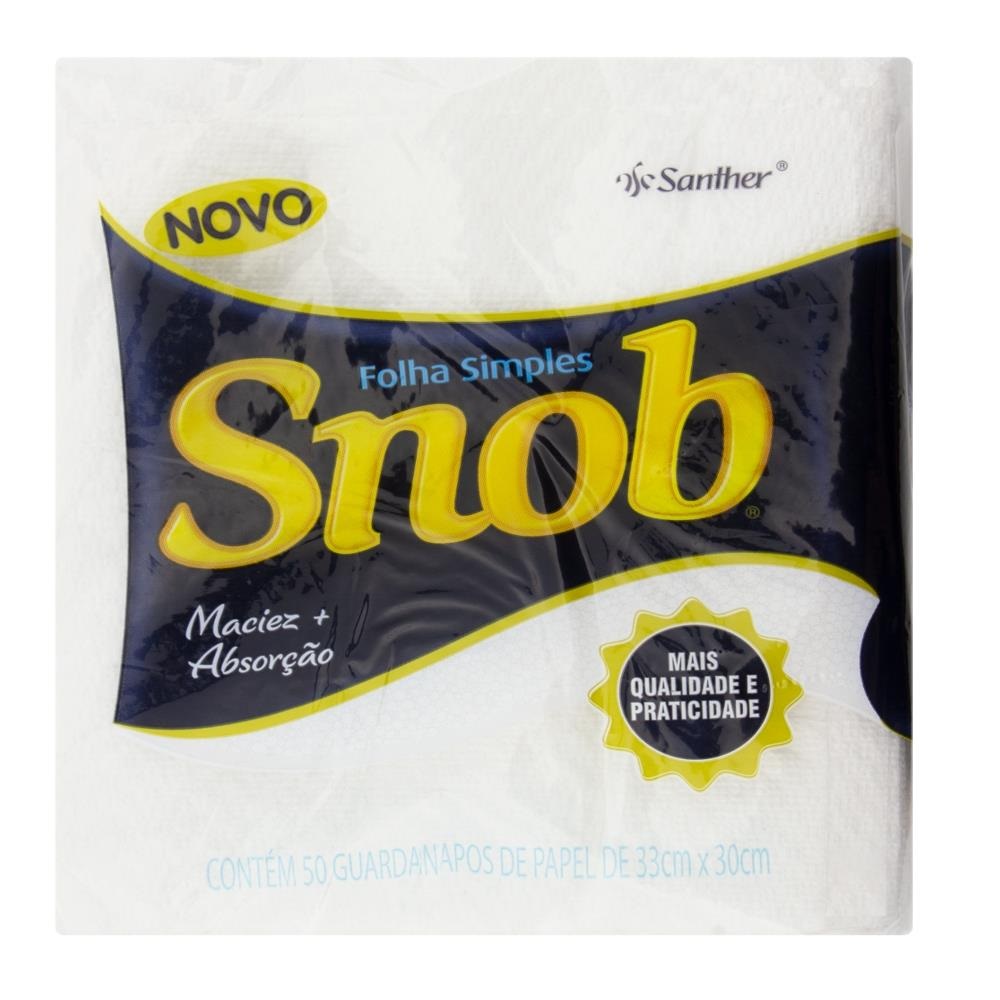 NOVO
Santher®
Folha Simples
Snob®
Maciez +
Absorção
MAIS
QUALIDADE E
PRATICIDADE
CONTÉM 50 GUARDANAPOS DE PAPEL DE 33cm x 30cm